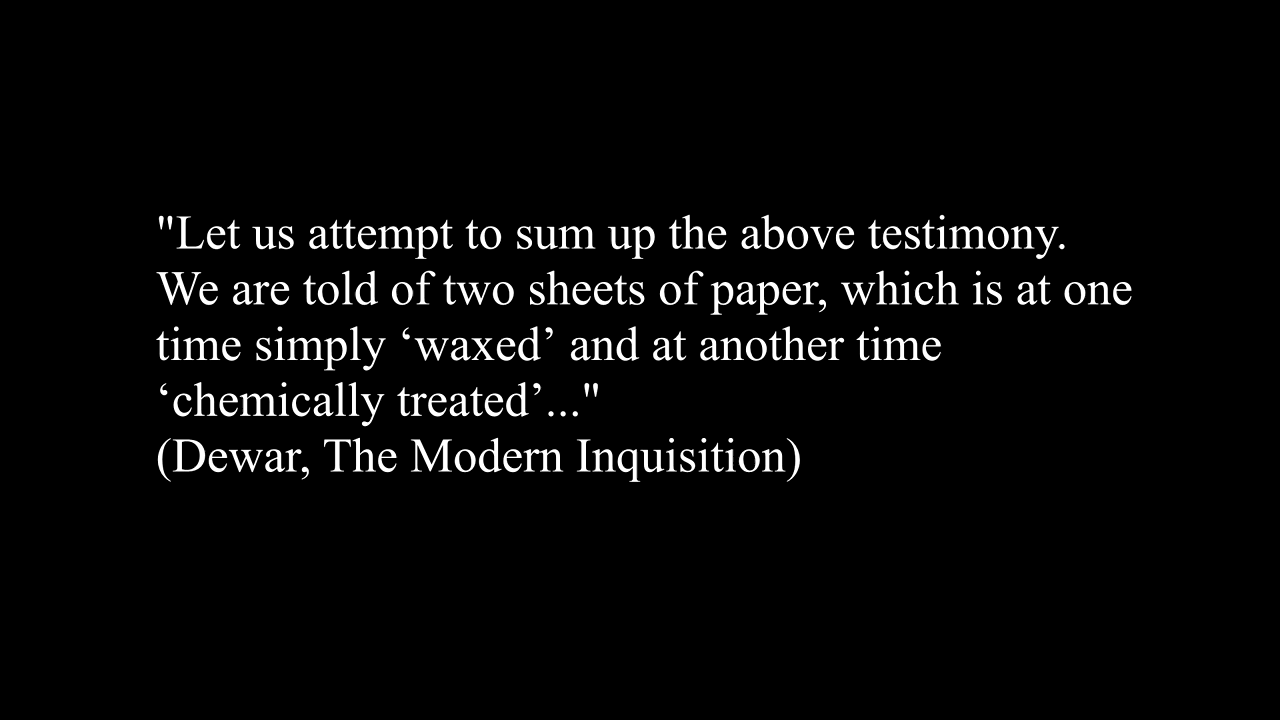 "Let us attempt to sum up the above testimony.
We are told of two sheets of paper, which is at one
time simply ‘waxed’ and at another time
‘chemically treated’..."
(Dewar, The Modern Inquisition)